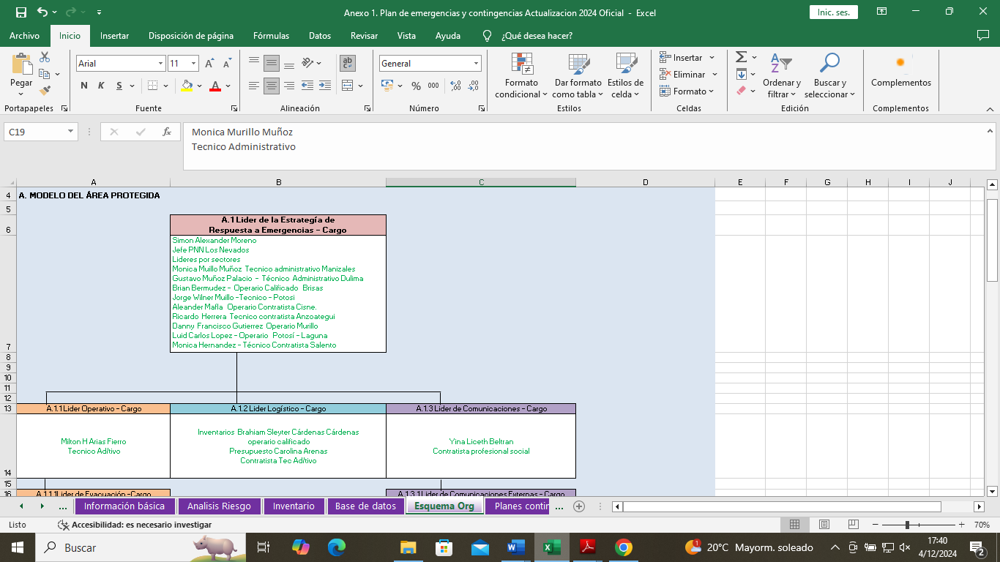 Anexo 1. Plan de emergencias y contingencias Actualizacion 2024 Oficial - Excel
Inic. ses.
Archivo Inicio Insertar Disposición de página Fórmulas Datos Revisar Vista Ayuda ¿Qué desea hacer?
Pegar
Arial 11
N K S
ab
General
% 000
Formato condicional
Dar formato como tabla
Estilos de celda
Insertar
Eliminar
Formato
Ordenar y filtrar
Buscar y seleccionar
Complementos
Portapapeles Fuente Alineación Número Estilos Celdas Edición Complementos
C19
fx
Monica Murillo Muñoz
Tecnico Administrativo
A B C D E F G H I J
4 A. MODELO DEL ÁREA PROTEGIDA
5
6
A.1 Lider de la Estrategía de
Respuesta a Emergencias - Cargo
Simon Alexander Moreno
Jefe PNN Los Nevados
Lideres por sectores
Monica Muillo Muñoz Tecnico administrativo Manizales
Gustavo Muñoz Palacio - Técnico Administrativo Dulima
Brian Bermudez - Operario Calificado Brisas
Jorge Wilner Muillo -Tecnico - Potosi
Aleander Mafla Operario Contratista Cisne.
Ricardo Herrera Tecnico contratista Anzoategui
Danny Francisco Gutierrez Operario Murillo
Luid Carlos Lopez - Operario Potosí - Laguna
Monica Hernandez - Técnico Contratista Salento
7
8
9
10
11
12
13 A.1.1 Lider Operativo - Cargo A.1.2 Lider Logístico - Cargo A.1.3 Lider de Comunicaciones - Cargo
Milton H Arias Fierro
Tecnico Ad/tivo
Inventarios Brahiam Sleyter Cárdenas Cárdenas
operario calificado
Presupuesto Carolina Arenas
Contratista Tec Ad/tivo
Yina Liceth Beltran
Contratista profesional social
14
15
16 A.1.1.1Lider de Evacuación -Cargo A.1.3.1Lider de Comunicaciones Externas - Cargo
... Información básica Analisis Riesgo Inventario Base de datos Esquema Org Planes contin ...
Listo Accesibilidad: es necesario investigar 70%
Buscar
20°C Mayorm. soleado
17:40
4/12/2024
2